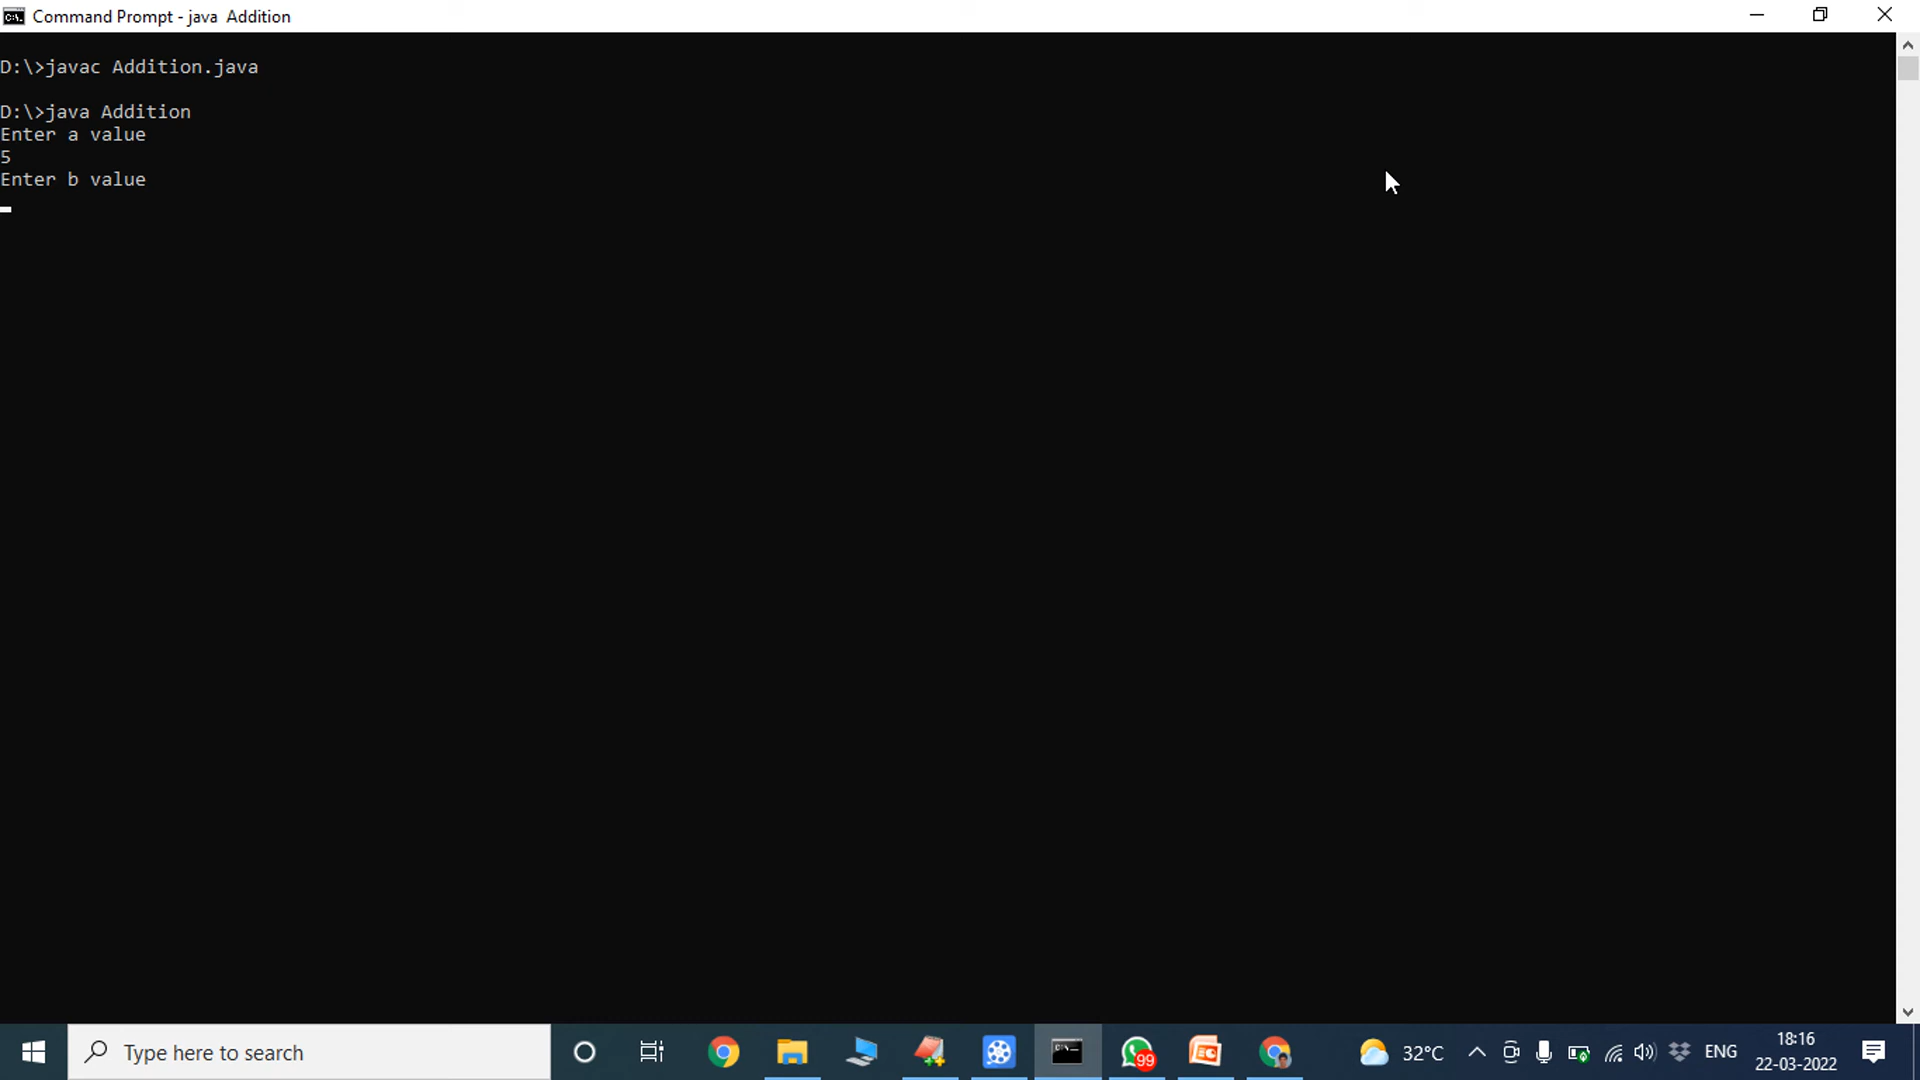 Command Prompt - java  Addition
D:\>javac Addition.java
D:\>java Addition
Enter a value
5
Enter b value
Type here to search
99
32°C
ENG
18:16
22-03-2022